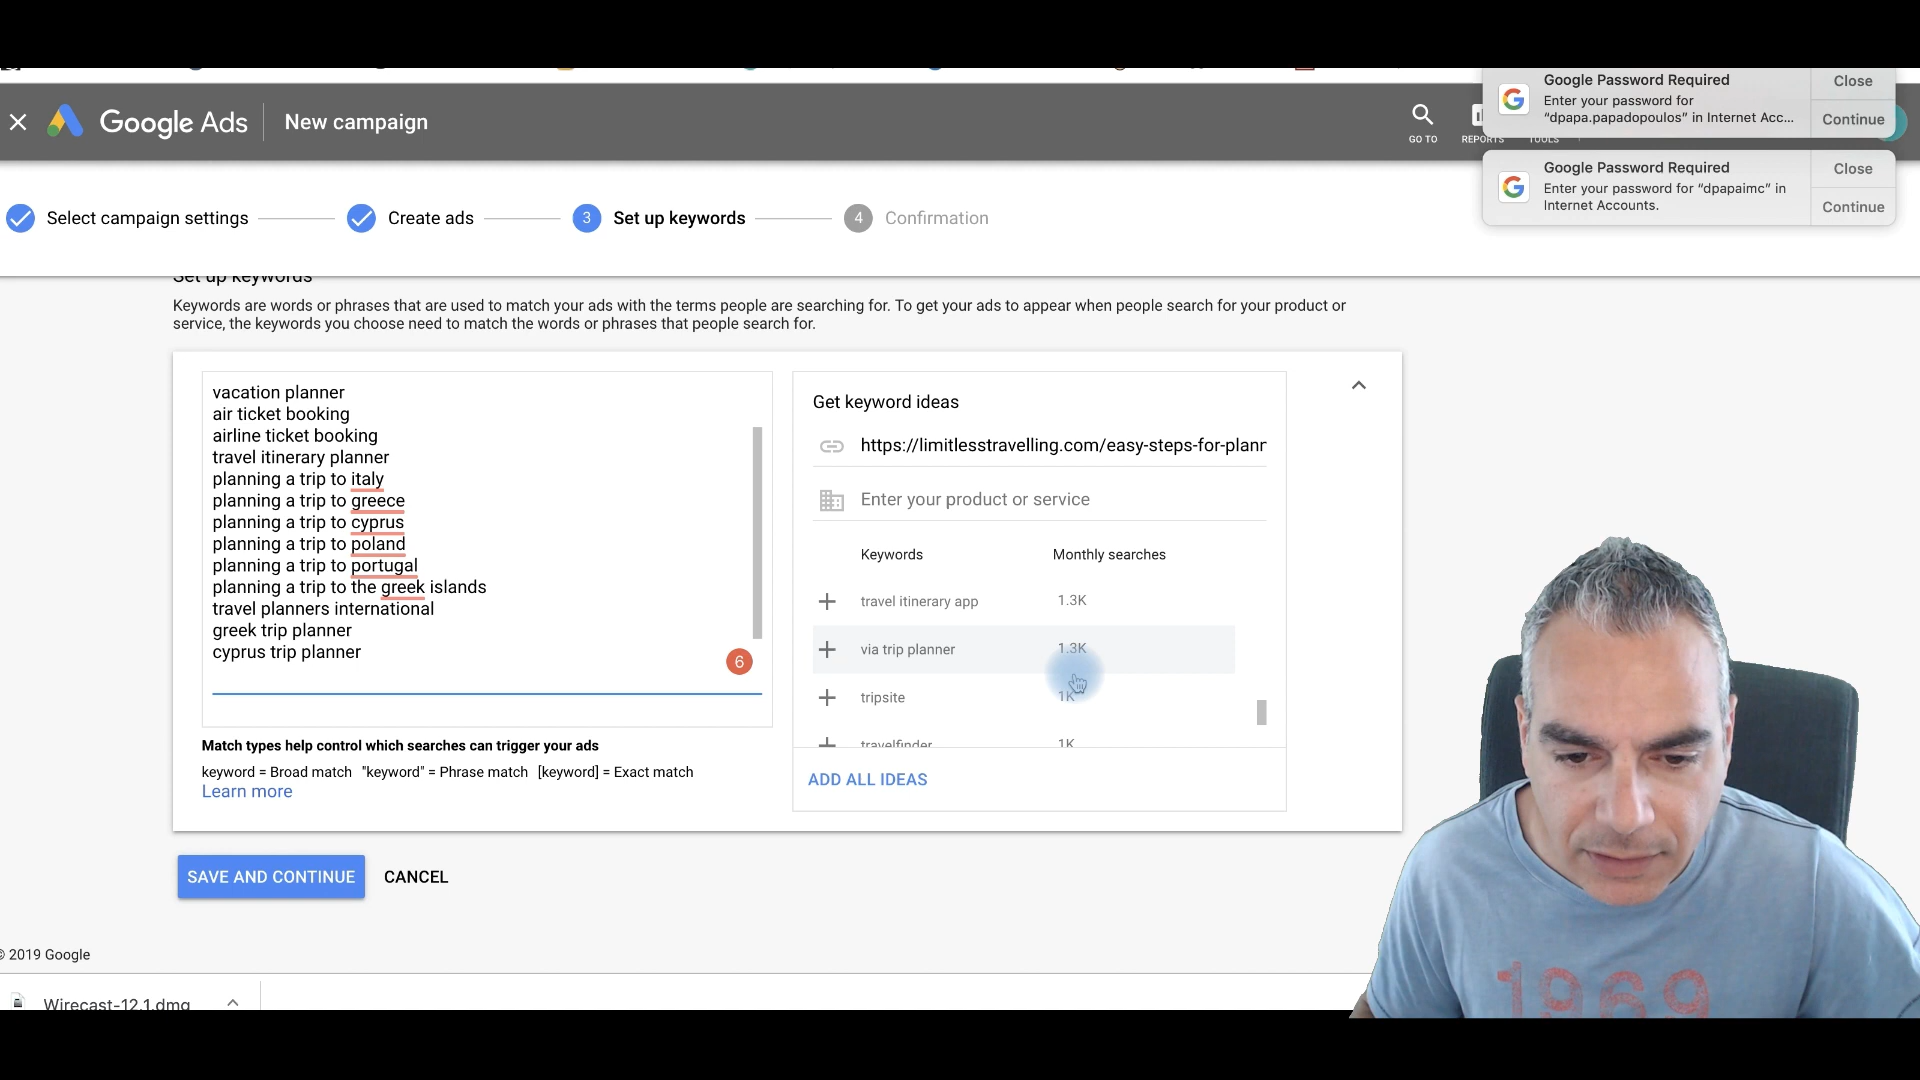 Google Ads
New campaign
GO TO
REPORTS
TOOLS
Google Password Required
Enter your password for
“dpapa.papadopoulos” in Internet Acc...
Close
Continue
Google Password Required
Enter your password for “dpapaimc” in
Internet Accounts.
Close
Continue
Select campaign settings
Create ads
3 Set up keywords
4 Confirmation
Set up keywords
Keywords are words or phrases that are used to match your ads with the terms people are searching for. To get your ads to appear when people search for your product or
service, the keywords you choose need to match the words or phrases that people search for.
vacation planner
air ticket booking
airline ticket booking
travel itinerary planner
planning a trip to italy
planning a trip to greece
planning a trip to cyprus
planning a trip to poland
planning a trip to portugal
planning a trip to the greek islands
travel planners international
greek trip planner
cyprus trip planner
6
Match types help control which searches can trigger your ads
keyword = Broad match "keyword" = Phrase match [keyword] = Exact match
Learn more
Get keyword ideas
https://limitlesstravelling.com/easy-steps-for-planr
Enter your product or service
Keywords Monthly searches
travel itinerary app 1.3K
via trip planner 1.3K
tripsite 1K
travelfinder 1K
ADD ALL IDEAS
SAVE AND CONTINUE
CANCEL
© 2019 Google
Wirecast-12.1.dmg
1969